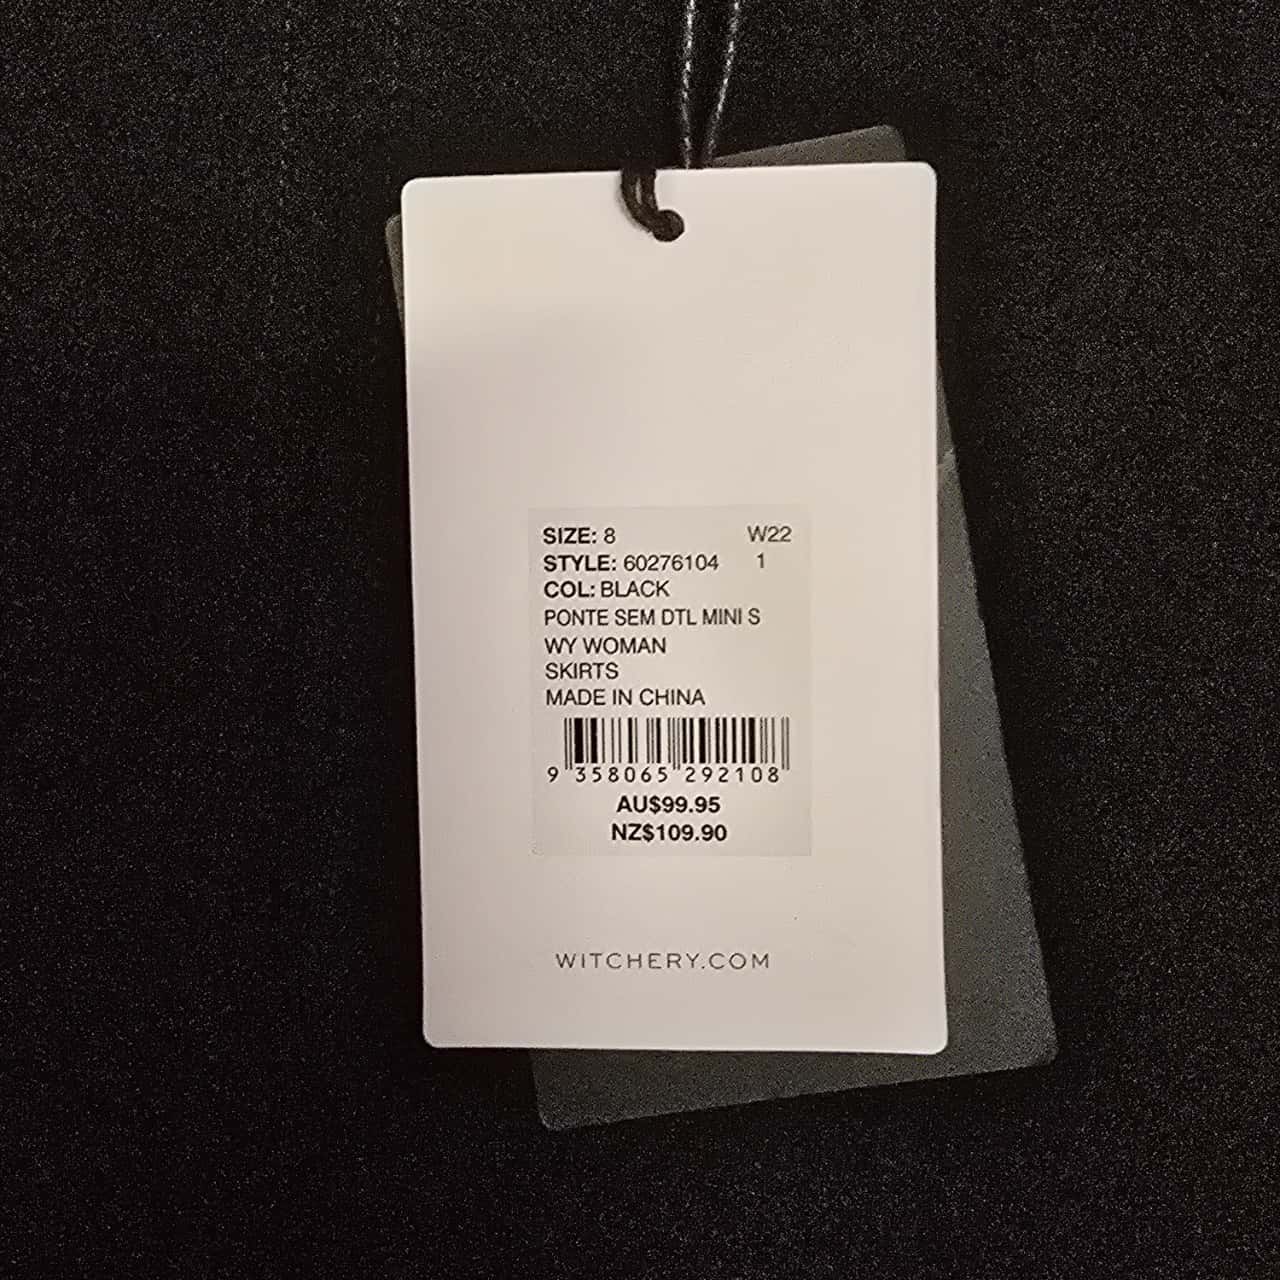 SIZE: 8 W22
STYLE: 60276104 1
COL: BLACK
PONTE SEM DTL MINI S
WY WOMAN
SKIRTS
MADE IN CHINA
9 358065 292108
AU$99.95
NZ$109.90
WITCHERY.COM